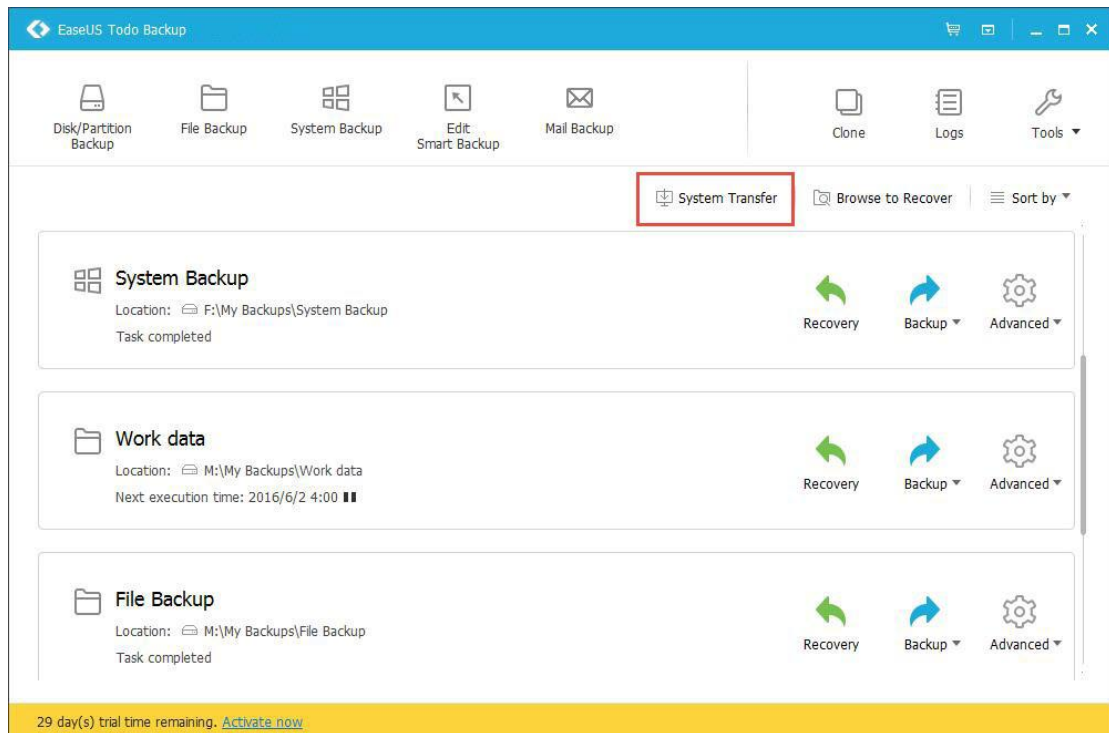 EaseUS Todo Backup
Disk/Partition
Backup
File Backup
System Backup
Edit
Smart Backup
Mail Backup
Clone
Logs
Tools
System Transfer
Browse to Recover
Sort by
System Backup
Location: F:\My Backups\System Backup
Task completed
Recovery
Backup
Advanced
Work data
Location: M:\My Backups\Work data
Next execution time: 2016/6/2 4:00
Recovery
Backup
Advanced
File Backup
Location: M:\My Backups\File Backup
Task completed
Recovery
Backup
Advanced
29 day(s) trial time remaining. Activate now